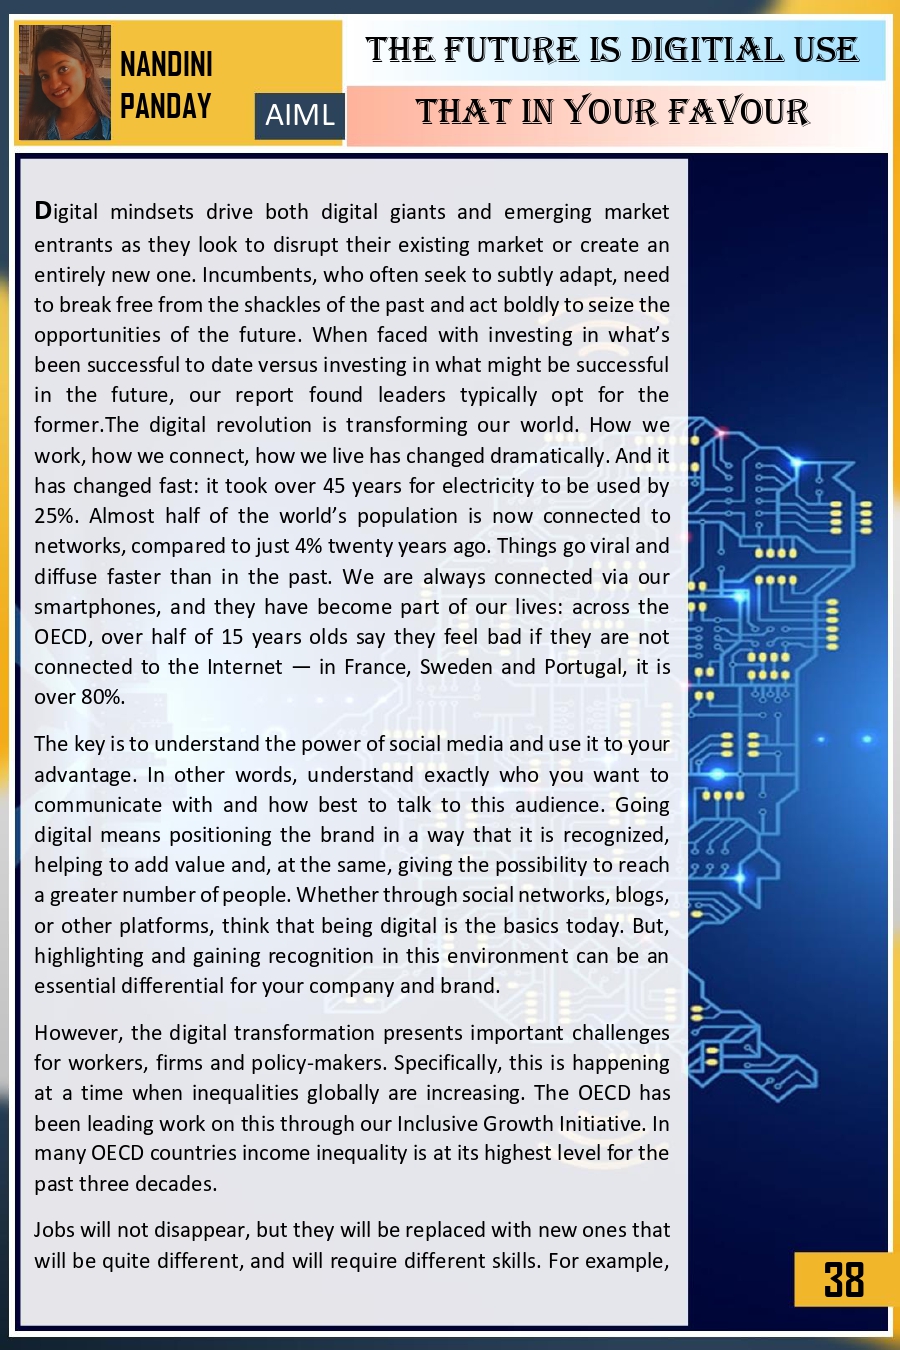 NANDINI
PANDAY
AIML
THE FUTURE IS DIGITIAL USE
THAT IN YOUR FAVOUR
Digital mindsets drive both digital giants and emerging market
entrants as they look to disrupt their existing market or create an
entirely new one. Incumbents, who often seek to subtly adapt, need
to break free from the shackles of the past and act boldly to seize the
opportunities of the future. When faced with investing in what’s
been successful to date versus investing in what might be successful
in the future, our report found leaders typically opt for the
former.The digital revolution is transforming our world. How we
work, how we connect, how we live has changed dramatically. And it
has changed fast: it took over 45 years for electricity to be used by
25%. Almost half of the world’s population is now connected to
networks, compared to just 4% twenty years ago. Things go viral and
diffuse faster than in the past. We are always connected via our
smartphones, and they have become part of our lives: across the
OECD, over half of 15 years olds say they feel bad if they are not
connected to the Internet — in France, Sweden and Portugal, it is
over 80%.
The key is to understand the power of social media and use it to your
advantage. In other words, understand exactly who you want to
communicate with and how best to talk to this audience. Going
digital means positioning the brand in a way that it is recognized,
helping to add value and, at the same, giving the possibility to reach
a greater number of people. Whether through social networks, blogs,
or other platforms, think that being digital is the basics today. But,
highlighting and gaining recognition in this environment can be an
essential differential for your company and brand.
However, the digital transformation presents important challenges
for workers, firms and policy-makers. Specifically, this is happening
at a time when inequalities globally are increasing. The OECD has
been leading work on this through our Inclusive Growth Initiative. In
many OECD countries income inequality is at its highest level for the
past three decades.
Jobs will not disappear, but they will be replaced with new ones that
will be quite different, and will require different skills. For example,
38